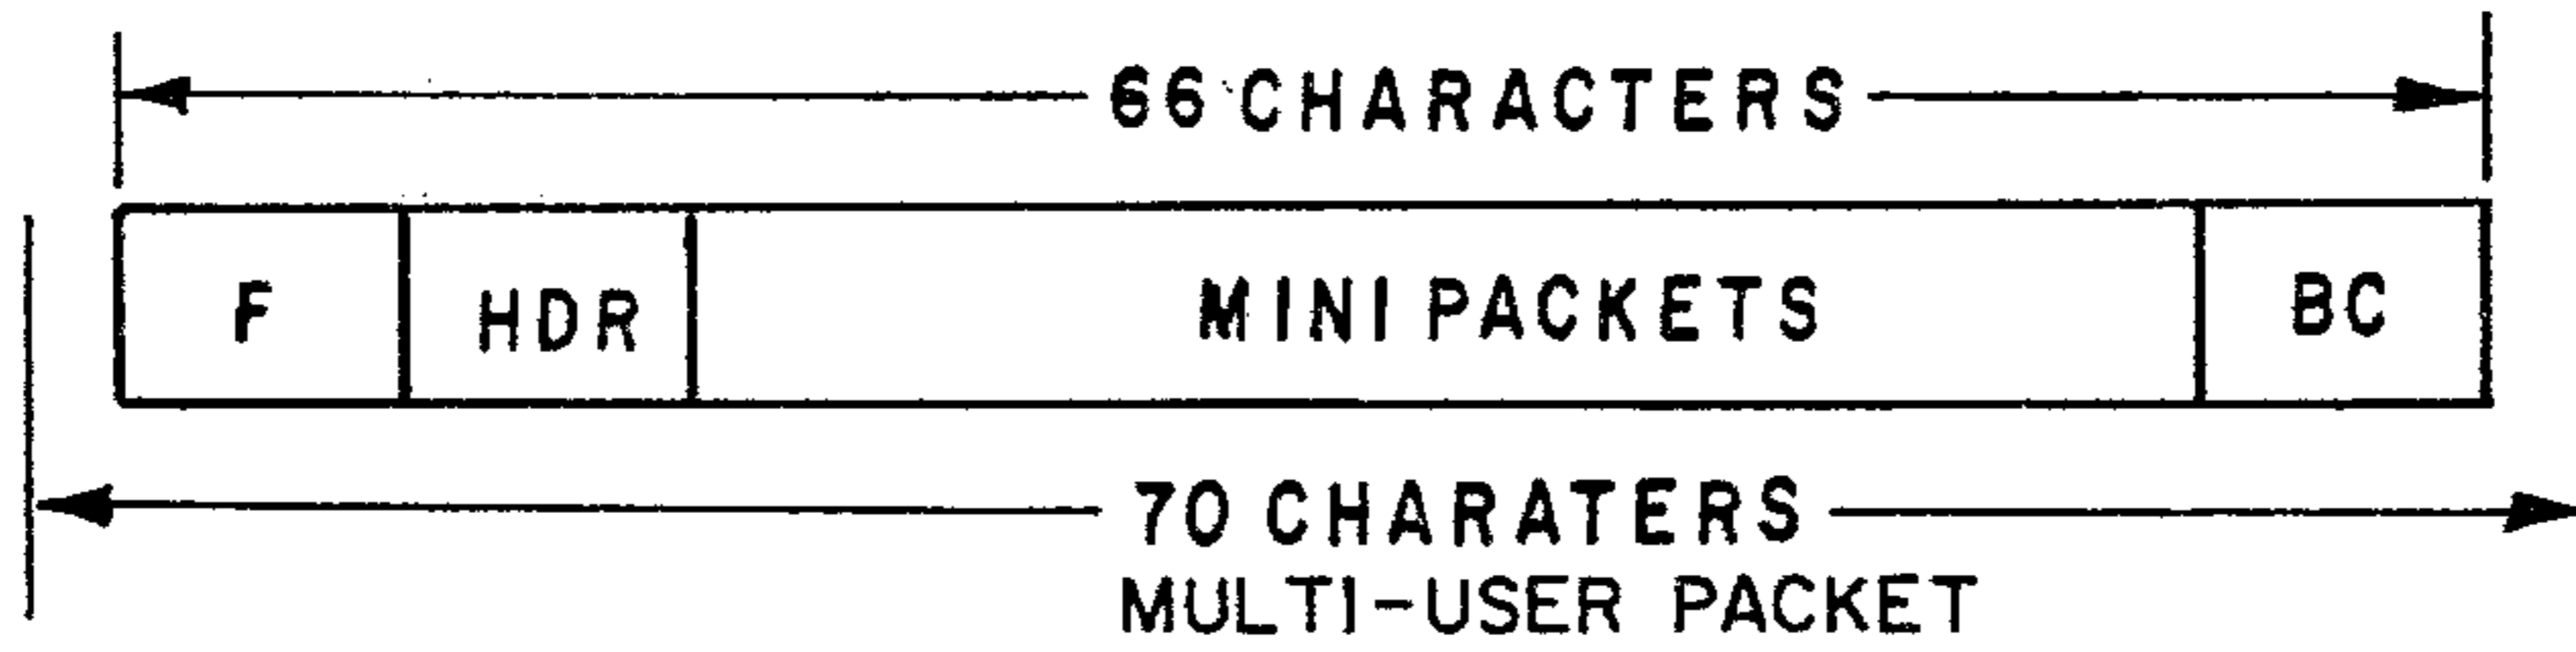 66 CHARACTERS
F HDR MINI PACKETS BC
70 CHARATERS
MULTI-USER PACKET